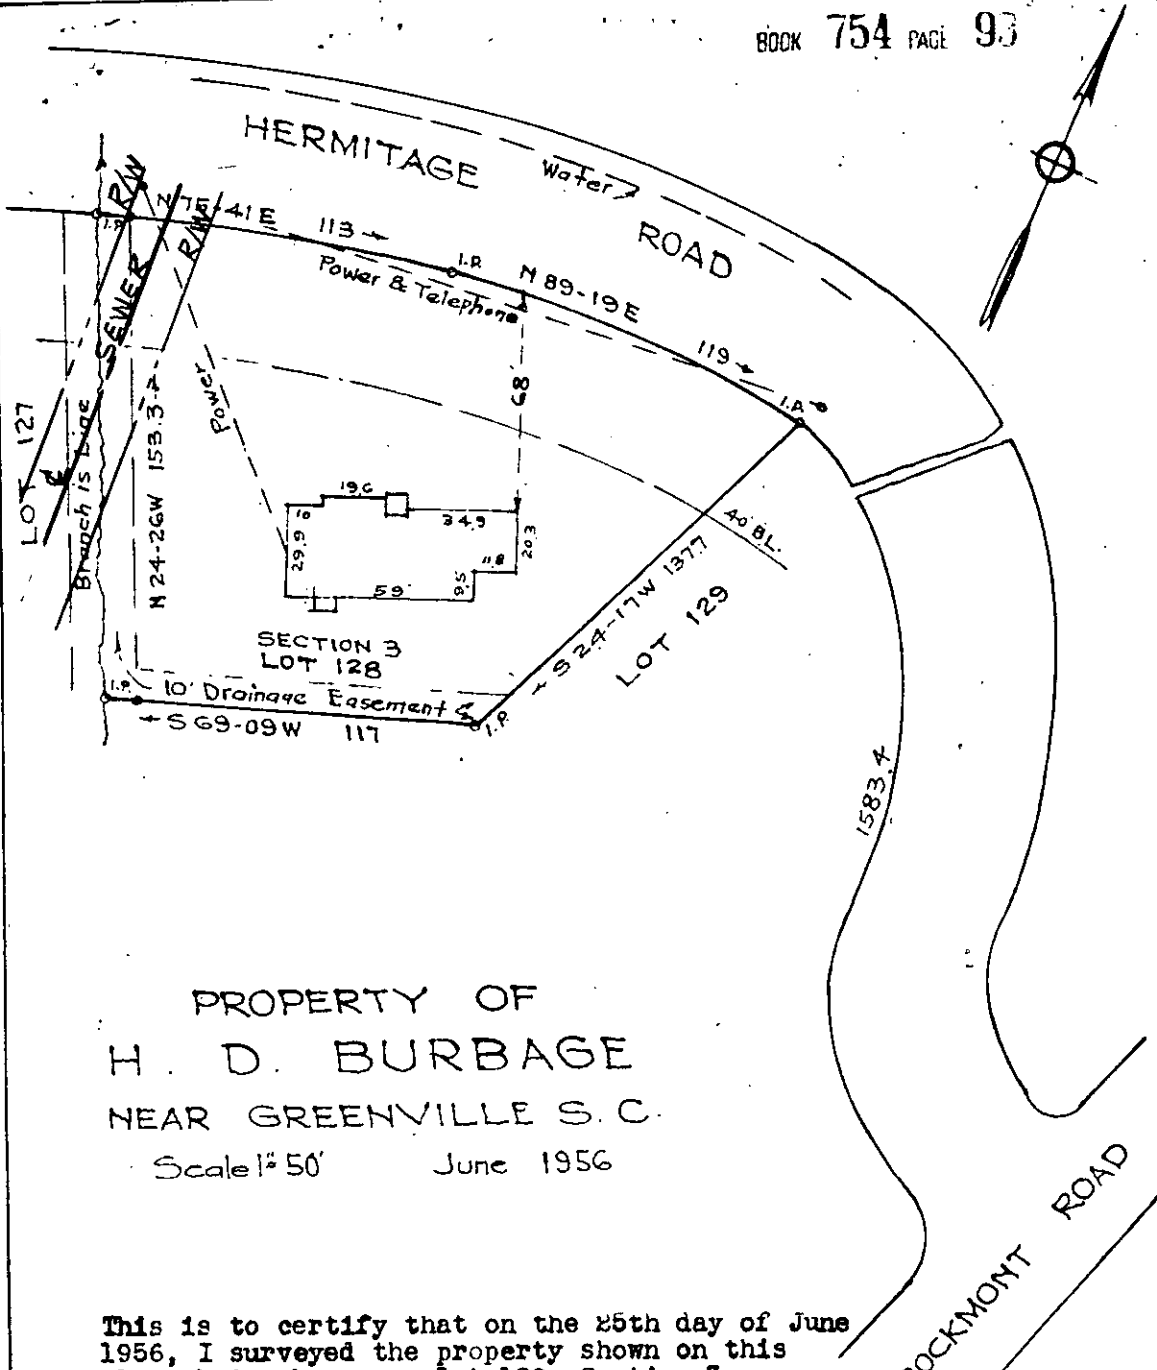 BOOK 754 PAGE 93
HERMITAGE
Water
ROAD
R/W
R/W
SEWER
I.P.
N 75-41 E
113
I.P.
N 89-19 E
Power & Telephone
119
I.P.
Power
68'
LOT 127
Branch is Line
N 24-26W 153.3
10
19.6
34.9
20.3
11.8
9.5
59
29.9
40' BL.
S 24-17W 137.7
LOT 129
SECTION 3
LOT 128
I.P.
10' Drainage Easement
I.P.
S 69-09W 117
1583.4
PROPERTY OF
H. D. BURBAGE
NEAR GREENVILLE S. C.
Scale 1"=50' June 1956
ROCKMONT ROAD
This is to certify that on the 25th day of June
1956, I surveyed the property shown on this